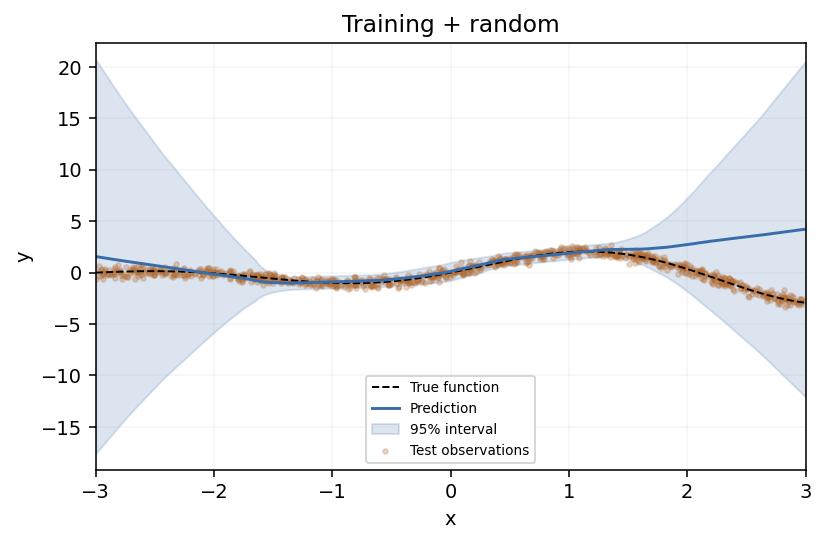 Training + random
20
15
10
5
0
−5
−10
−15
y
True function
Prediction
95% interval
Test observations
−3 −2 −1 0 1 2 3
x